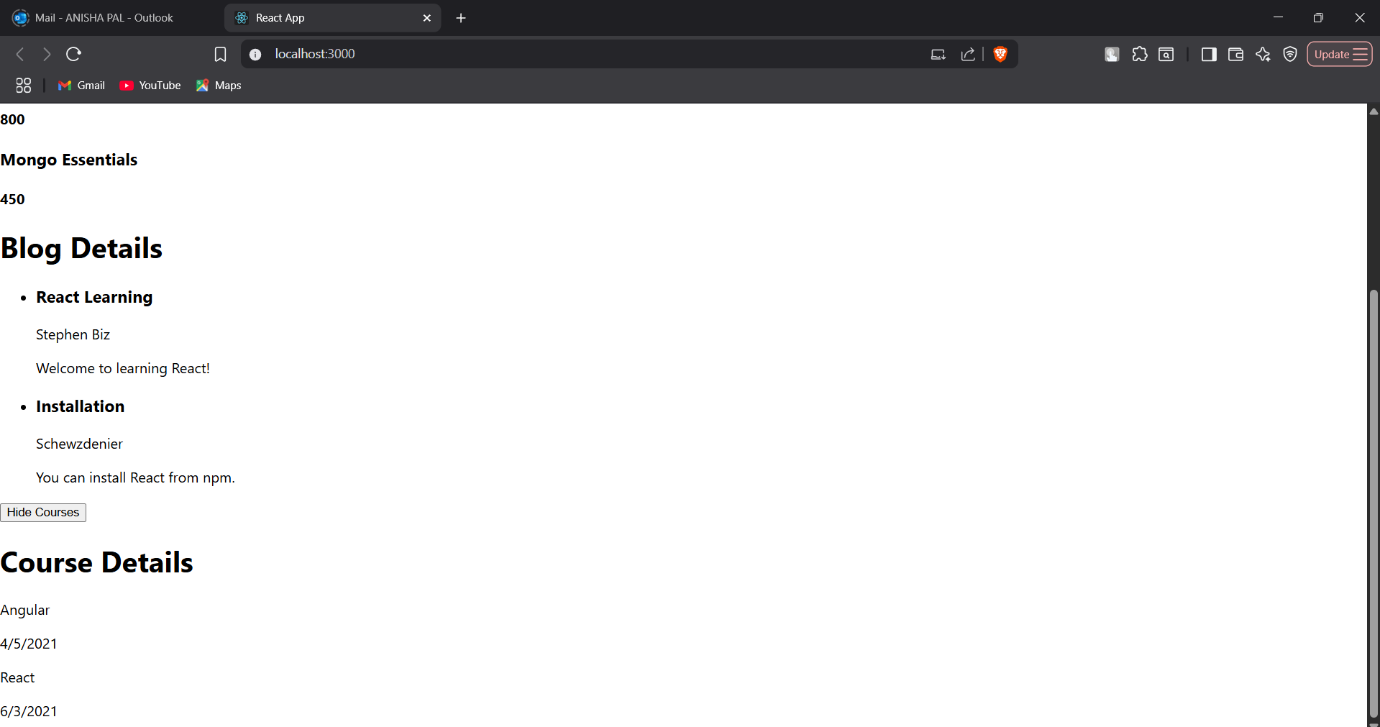 Mail - ANISHA PAL - Outlook
React App
localhost:3000
Update
Gmail
YouTube
Maps
800
Mongo Essentials
450
Blog Details
React Learning
Stephen Biz
Welcome to learning React!
Installation
Schewzdenier
You can install React from npm.
Hide Courses
Course Details
Angular
4/5/2021
React
6/3/2021